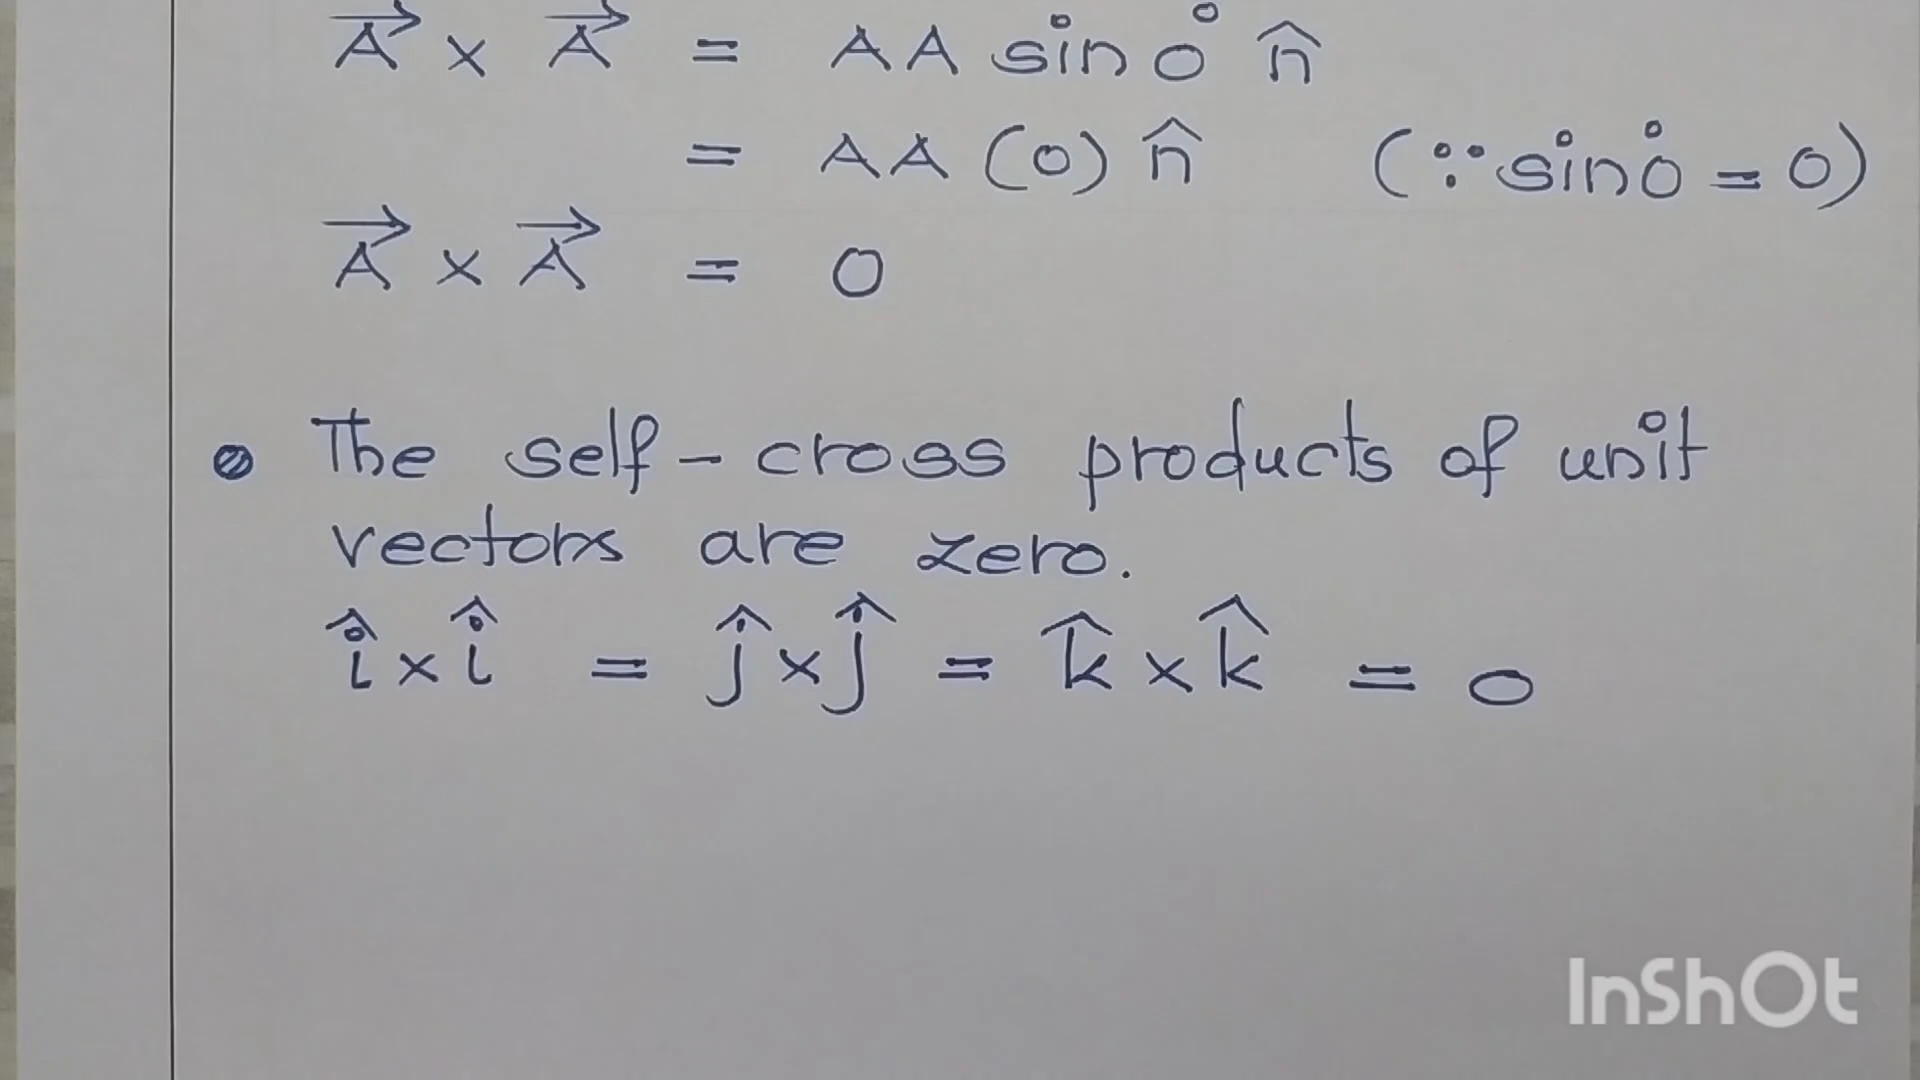 A⃗ × A⃗ = AA sin 0° n̂
= AA (0) n̂ (∵ sin 0° = 0)
A⃗ × A⃗ = 0
• The self-cross products of unit
vectors are zero.
î × î = ĵ × ĵ = k̂ × k̂ = 0
InShOt